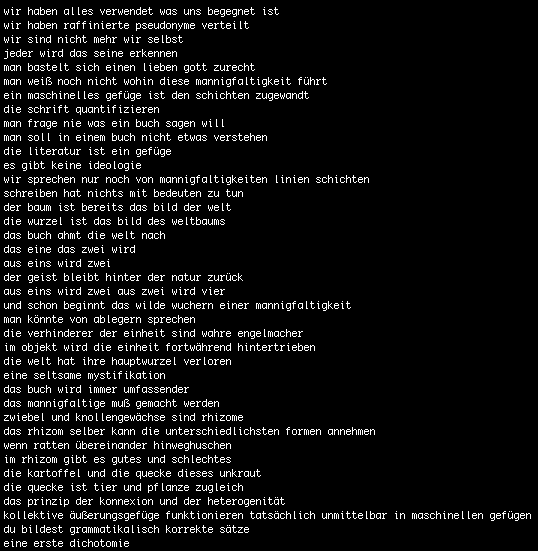 wir haben alles verwendet was uns begegnet ist
wir haben raffinierte pseudonyme verteilt
wir sind nicht mehr wir selbst
jeder wird das seine erkennen
man bastelt sich einen lieben gott zurecht
man weiß noch nicht wohin diese mannigfaltigkeit führt
ein maschinelles gefüge ist den schichten zugewandt
die schrift quantifizieren
man frage nie was ein buch sagen will
man soll in einem buch nicht etwas verstehen
die literatur ist ein gefüge
es gibt keine ideologie
wir sprechen nur noch von mannigfaltigkeiten linien schichten
schreiben hat nichts mit bedeuten zu tun
der baum ist bereits das bild der welt
die wurzel ist das bild des weltbaums
das buch ahmt die welt nach
das eine das zwei wird
aus eins wird zwei
der geist bleibt hinter der natur zurück
aus eins wird zwei aus zwei wird vier
und schon beginnt das wilde wuchern einer mannigfaltigkeit
man könnte von ablegern sprechen
die verhinderer der einheit sind wahre engelmacher
im objekt wird die einheit fortwährend hintertrieben
die welt hat ihre hauptwurzel verloren
eine seltsame mystifikation
das buch wird immer umfassender
das mannigfaltige muß gemacht werden
zwiebel und knollengewächse sind rhizome
das rhizom selber kann die unterschiedlichsten formen annehmen
wenn ratten übereinander hinweghuschen
im rhizom gibt es gutes und schlechtes
die kartoffel und die quecke dieses unkraut
die quecke ist tier und pflanze zugleich
das prinzip der konnexion und der heterogenität
kollektive äußerungsgefüge funktionieren tatsächlich unmittelbar in maschinellen gefügen
du bildest grammatikalisch korrekte sätze
eine erste dichotomie